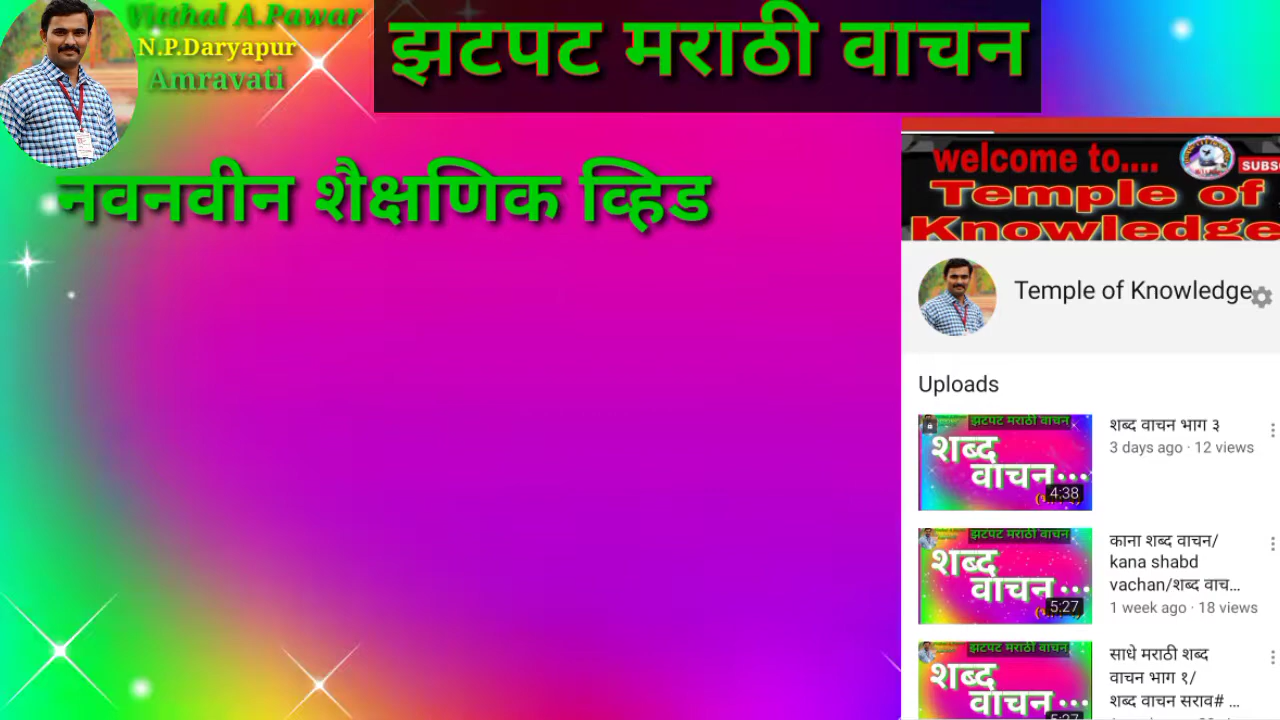 Vitthal A.Pawar
N.P.Daryapur
Amravati
झटपट मराठी वाचन
नवनवीन शैक्षणिक व्हिड
welcome to....
SUBSC
Temple of
Knowledge
Temple of Knowledge
Uploads
झटपट मराठी वाचन
शब्द
वाचन...
4:38
शब्द वाचन भाग ३
3 days ago · 12 views
झटपट मराठी वाचन
शब्द
वाचन...
5:27
काना शब्द वाचन/
kana shabd
vachan/शब्द वाच...
1 week ago · 18 views
झटपट मराठी वाचन
शब्द
वाचन...
5:27
साधे मराठी शब्द
वाचन भाग १/
शब्द वाचन सराव# ...